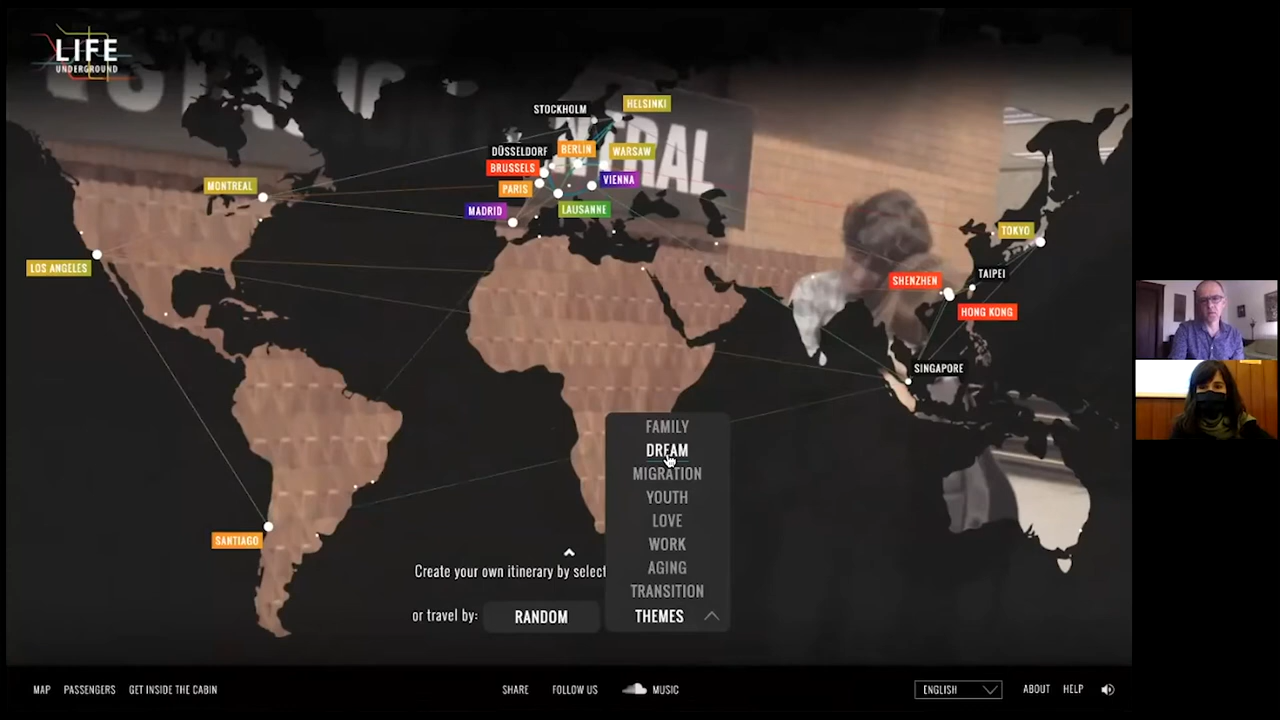 LIFE
UNDERGROUND
STOCKHOLM
HELSINKI
NTRAL
DÜSSELDORF
BERLIN
WARSAW
BRUSSELS
VIENNA
PARIS
MONTREAL
MADRID
LAUSANNE
TOKYO
LOS ANGELES
SHENZHEN
TAIPEI
HONG KONG
SINGAPORE
FAMILY
DREAM
MIGRATION
YOUTH
LOVE
WORK
AGING
TRANSITION
THEMES
SANTIAGO
Create your own itinerary by select
or travel by:
RANDOM
MAP
PASSENGERS
GET INSIDE THE CABIN
SHARE
FOLLOW US
MUSIC
ENGLISH
ABOUT
HELP